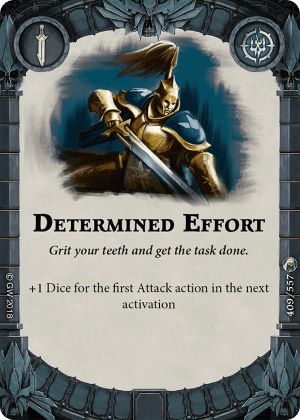 DETERMINED EFFORT
Grit your teeth and get the task done.
+1 Dice for the first Attack action in the next
activation
© GW 2018
409/557